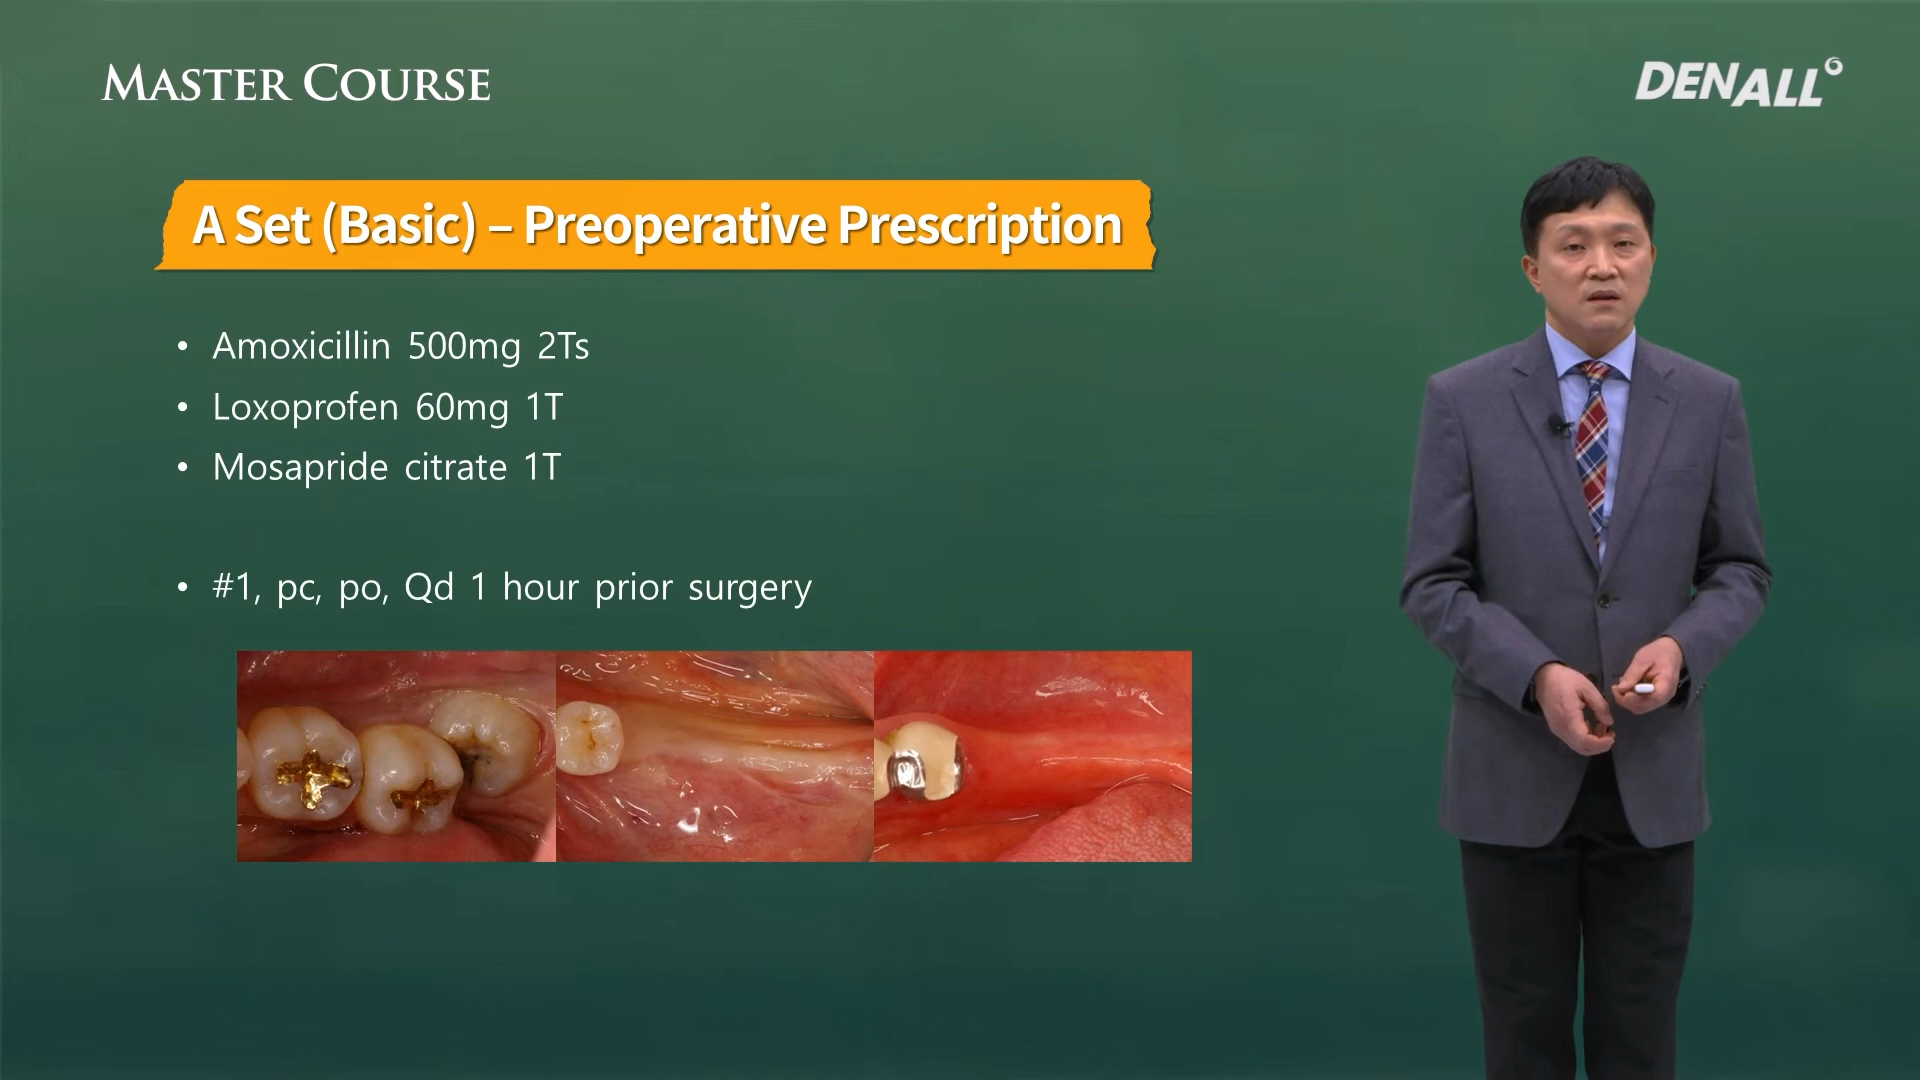 MASTER COURSE
DENALL
A Set (Basic) – Preoperative Prescription
• Amoxicillin 500mg 2Ts
• Loxoprofen 60mg 1T
• Mosapride citrate 1T
• #1, pc, po, Qd 1 hour prior surgery